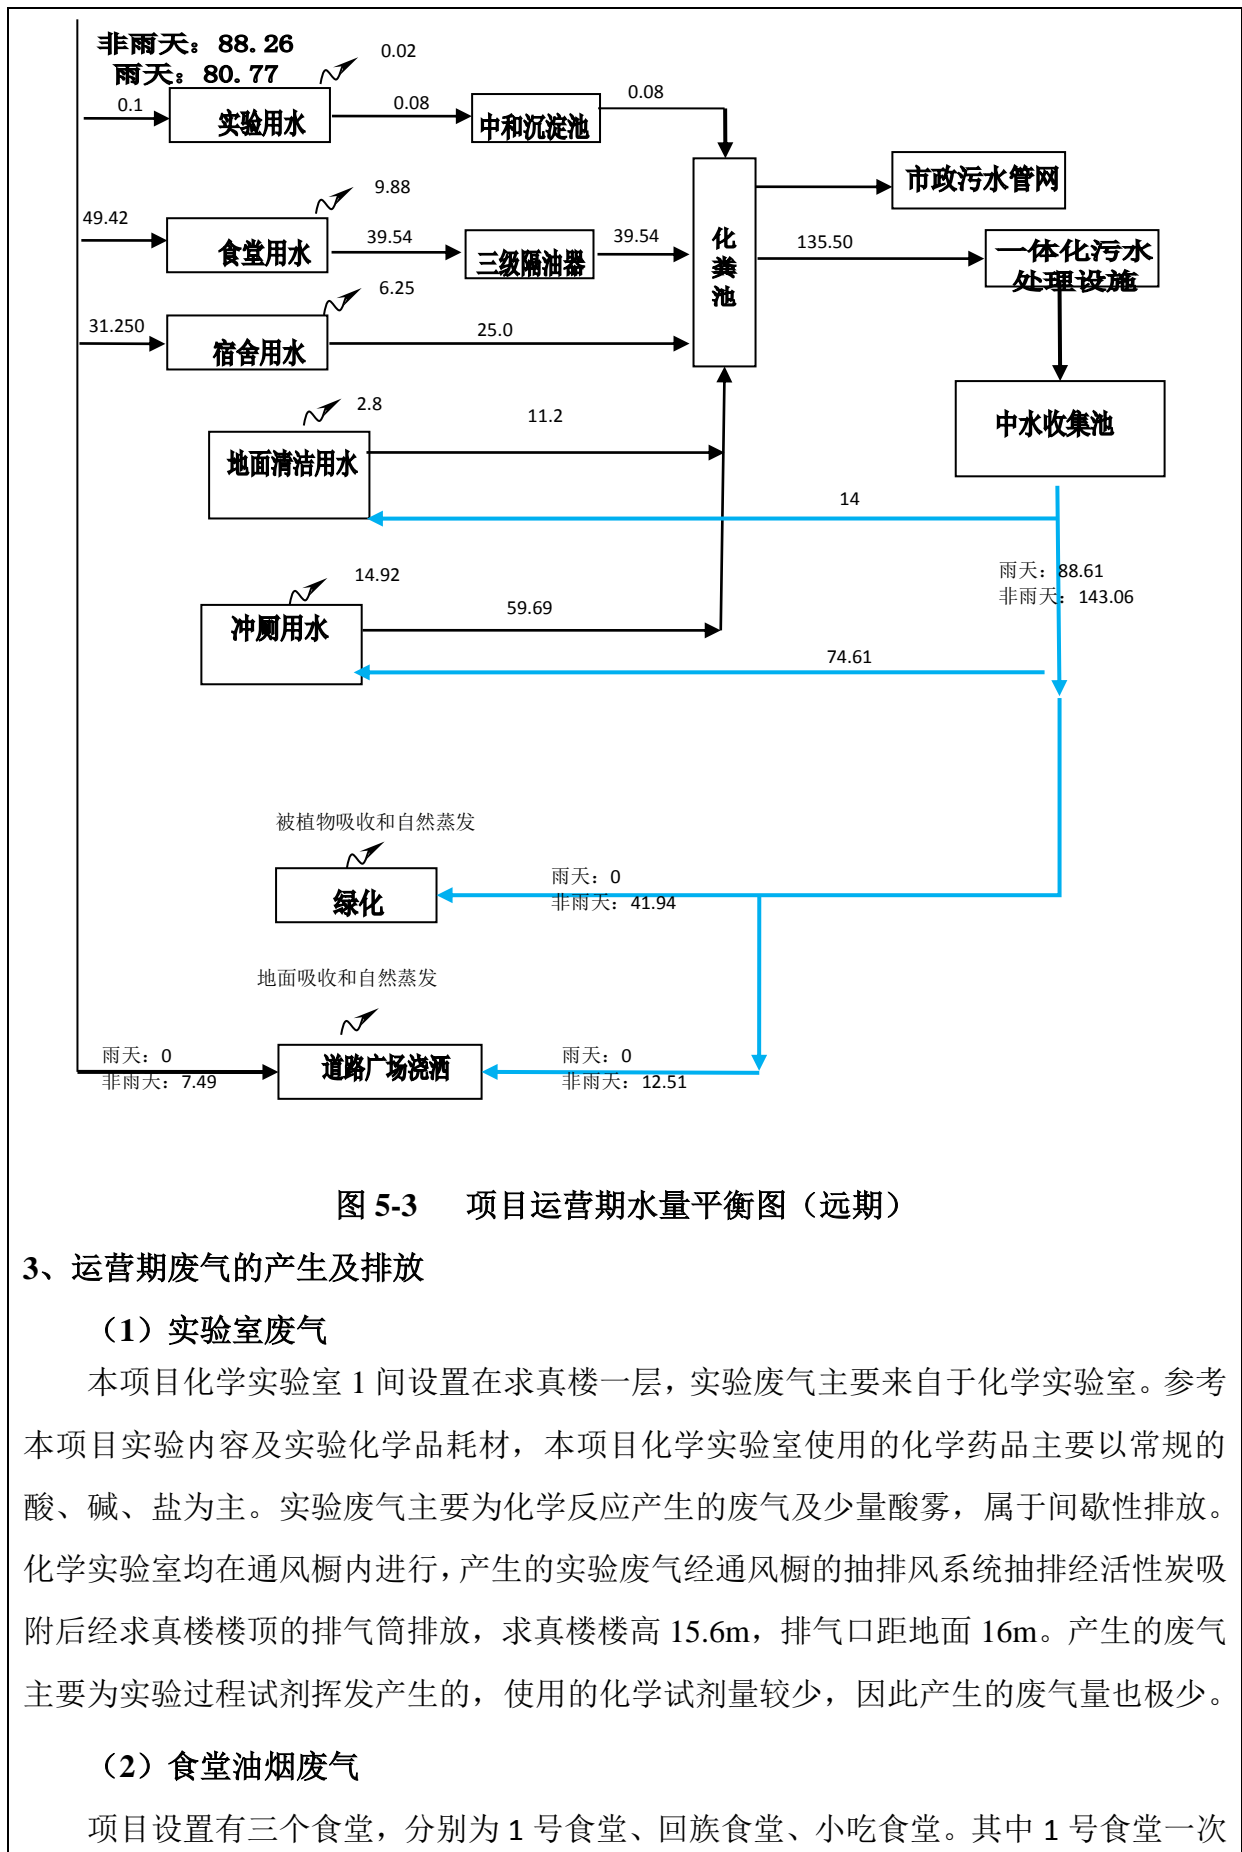 非雨天：88.26
雨天：80.77
0.02
0.1
实验用水
0.08
中和沉淀池
0.08
市政污水管网
9.88
49.42
食堂用水
39.54
三级隔油器
39.54
化粪池
135.50
一体化污水
处理设施
6.25
31.250
宿舍用水
25.0
2.8
11.2
地面清洁用水
中水收集池
14
雨天：88.61
非雨天：143.06
14.92
59.69
冲厕用水
74.61
被植物吸收和自然蒸发
绿化
雨天：0
非雨天：41.94
地面吸收和自然蒸发
雨天：0
非雨天：7.49
道路广场浇洒
雨天：0
非雨天：12.51
图 5-3 项目运营期水量平衡图（远期）
3、运营期废气的产生及排放
（1）实验室废气
本项目化学实验室 1 间设置在求真楼一层，实验废气主要来自于化学实验室。参考
本项目实验内容及实验化学品耗材，本项目化学实验室使用的化学药品主要以常规的
酸、碱、盐为主。实验废气主要为化学反应产生的废气及少量酸雾，属于间歇性排放。
化学实验室均在通风橱内进行，产生的实验废气经通风橱的抽排风系统抽排经活性炭吸
附后经求真楼楼顶的排气筒排放，求真楼楼高 15.6m，排气口距地面 16m。产生的废气
主要为实验过程试剂挥发产生的，使用的化学试剂量较少，因此产生的废气量也极少。
（2）食堂油烟废气
项目设置有三个食堂，分别为 1 号食堂、回族食堂、小吃食堂。其中 1 号食堂一次